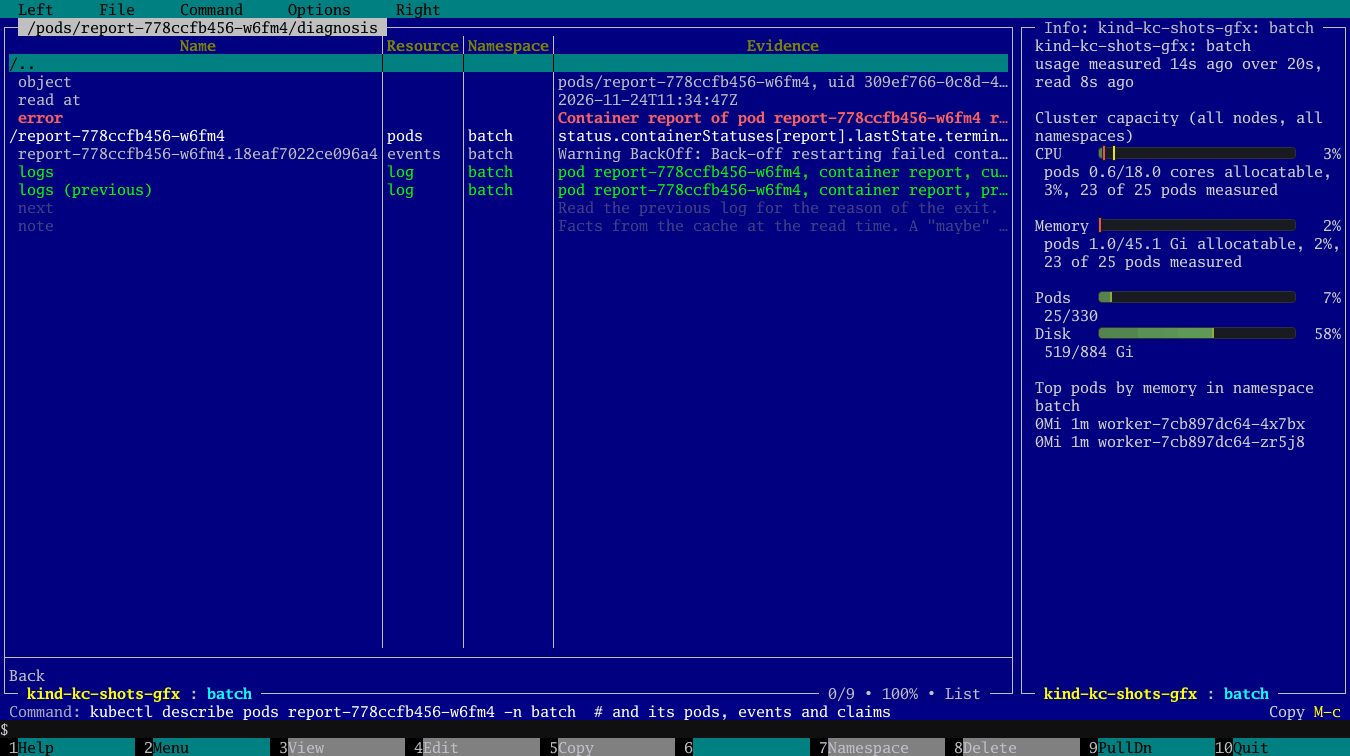 Left File Command Options Right
/pods/report-778ccfb456-w6fm4/diagnosis
Name Resource Namespace Evidence
/..
object pods/report-778ccfb456-w6fm4, uid 309ef766-0c8d-4…
read at 2026-11-24T11:34:47Z
error Container report of pod report-778ccfb456-w6fm4 r…
/report-778ccfb456-w6fm4 pods batch status.containerStatuses[report].lastState.termin…
report-778ccfb456-w6fm4.18eaf7022ce096a4 events batch Warning BackOff: Back-off restarting failed conta…
logs log batch pod report-778ccfb456-w6fm4, container report, cu…
logs (previous) log batch pod report-778ccfb456-w6fm4, container report, pr…
next Read the previous log for the reason of the exit.
note Facts from the cache at the read time. A "maybe" …
Back
kind-kc-shots-gfx : batch 0/9 • 100% • List
Info: kind-kc-shots-gfx: batch
kind-kc-shots-gfx: batch
usage measured 14s ago over 20s,
read 8s ago
Cluster capacity (all nodes, all
namespaces)
CPU 3%
pods 0.6/18.0 cores allocatable,
3%, 23 of 25 pods measured
Memory 2%
pods 1.0/45.1 Gi allocatable, 2%,
23 of 25 pods measured
Pods 7%
25/330
Disk 58%
519/884 Gi
Top pods by memory in namespace
batch
0Mi 1m worker-7cb897dc64-4x7bx
0Mi 1m worker-7cb897dc64-zr5j8
kind-kc-shots-gfx : batch
Command: kubectl describe pods report-778ccfb456-w6fm4 -n batch # and its pods, events and claims Copy M-c
$
1Help 2Menu 3View 4Edit 5Copy 6 7Namespace 8Delete 9PullDn 10Quit